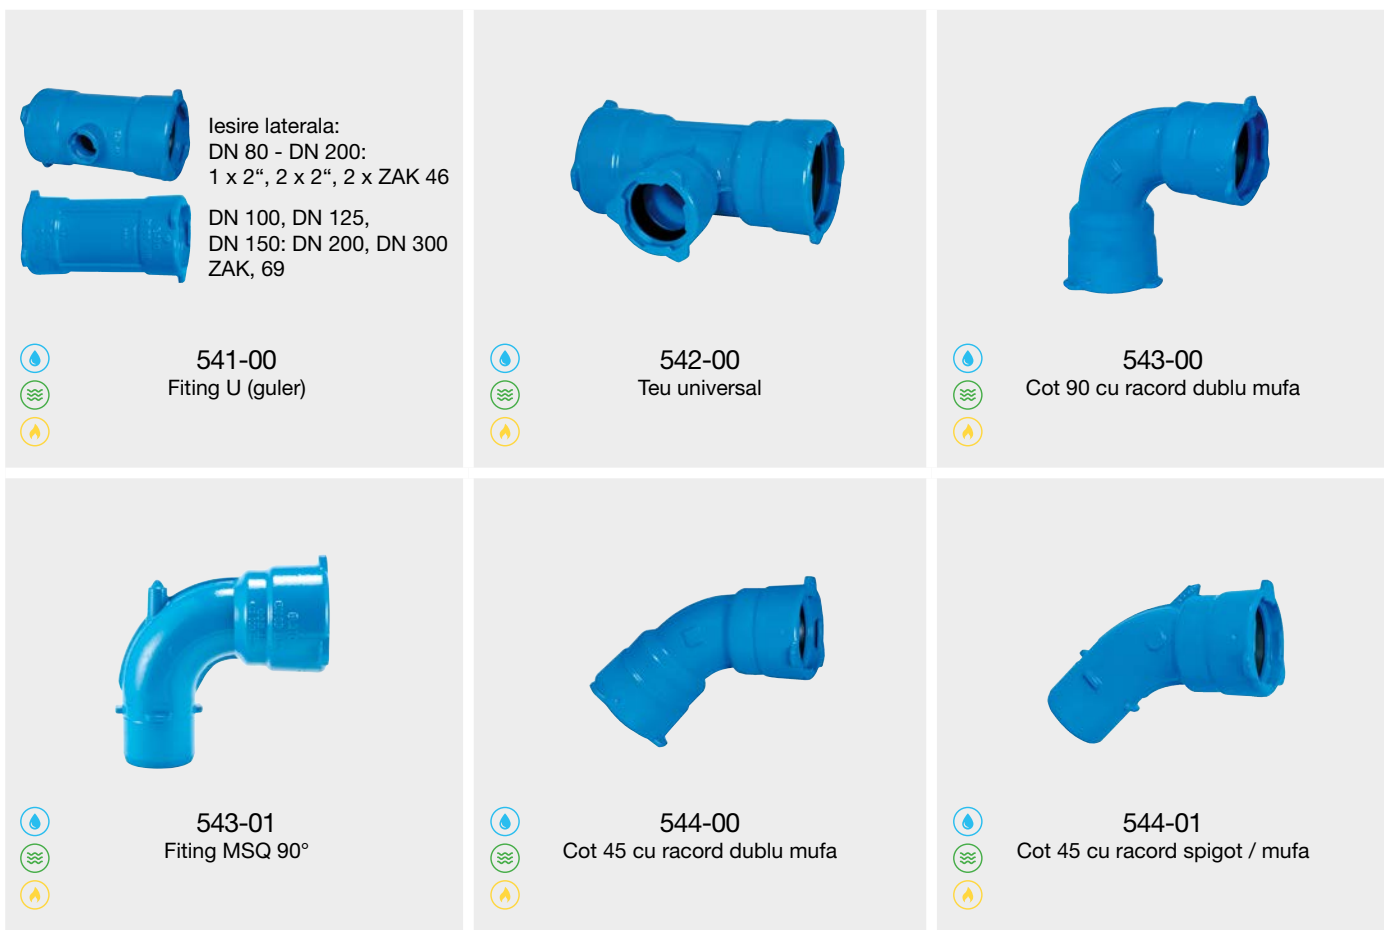 Iesire laterala:
DN 80 - DN 200:
1 x 2“, 2 x 2“, 2 x ZAK 46
DN 100, DN 125,
DN 150: DN 200, DN 300
ZAK, 69
541-00
Fiting U (guler)
542-00
Teu universal
543-00
Cot 90 cu racord dublu mufa
543-01
Fiting MSQ 90°
544-00
Cot 45 cu racord dublu mufa
544-01
Cot 45 cu racord spigot / mufa